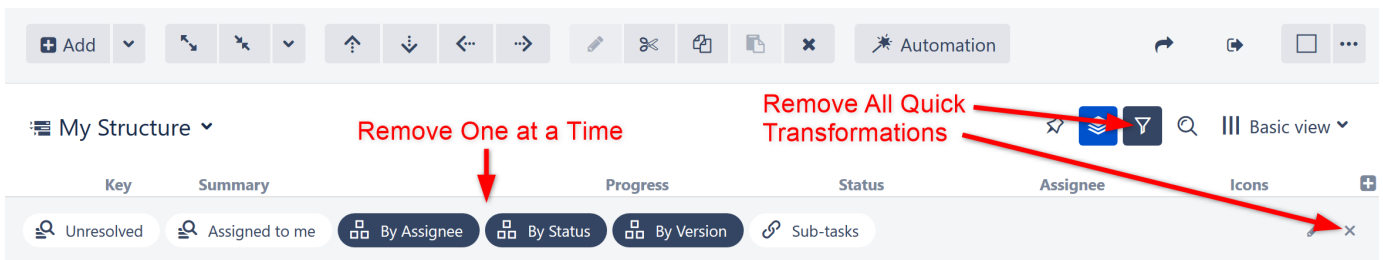 Add
Automation
Remove All Quick
Transformations
My Structure
Remove One at a Time
Basic view
Key Summary Progress Status Assignee Icons
Unresolved Assigned to me By Assignee By Status By Version Sub-tasks